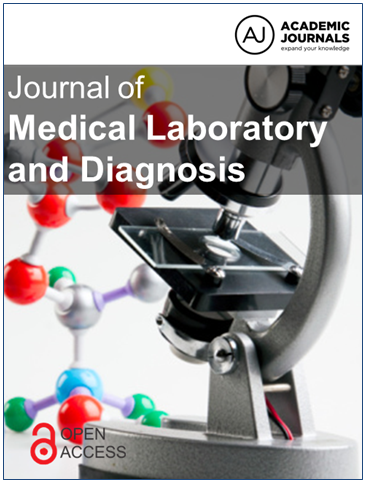 AJ
ACADEMIC
JOURNALS
expand your knowledge
Journal of
Medical Laboratory
and Diagnosis
OPEN
ACCESS